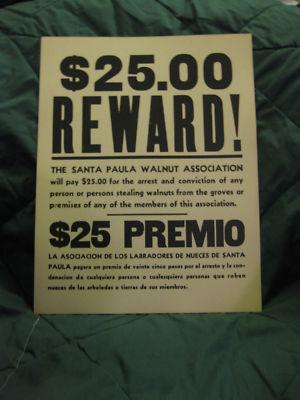 $25.00
REWARD!
THE SANTA PAULA WALNUT ASSOCIATION
will pay $25.00 for the arrest and conviction of any
person or persons stealing walnuts from the groves or
premises of any of the members of this association.
$25 PREMIO
LA ASOCIACION DE LOS LABRADORES DE NUECES DE SANTA
PAULA pagera un premio de veinte cinco pesos por el arresto y la con-
denacion de cualquiera persona o cualesquiera personas que roben
nueces de las arboledas o tierras de sus miembros.